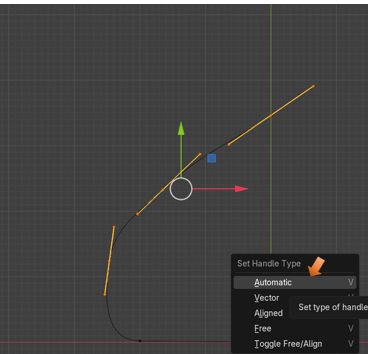 Set Handle Type
Automatic V
Vector
Set type of handle
Aligned
Free V
Toggle Free/Align V